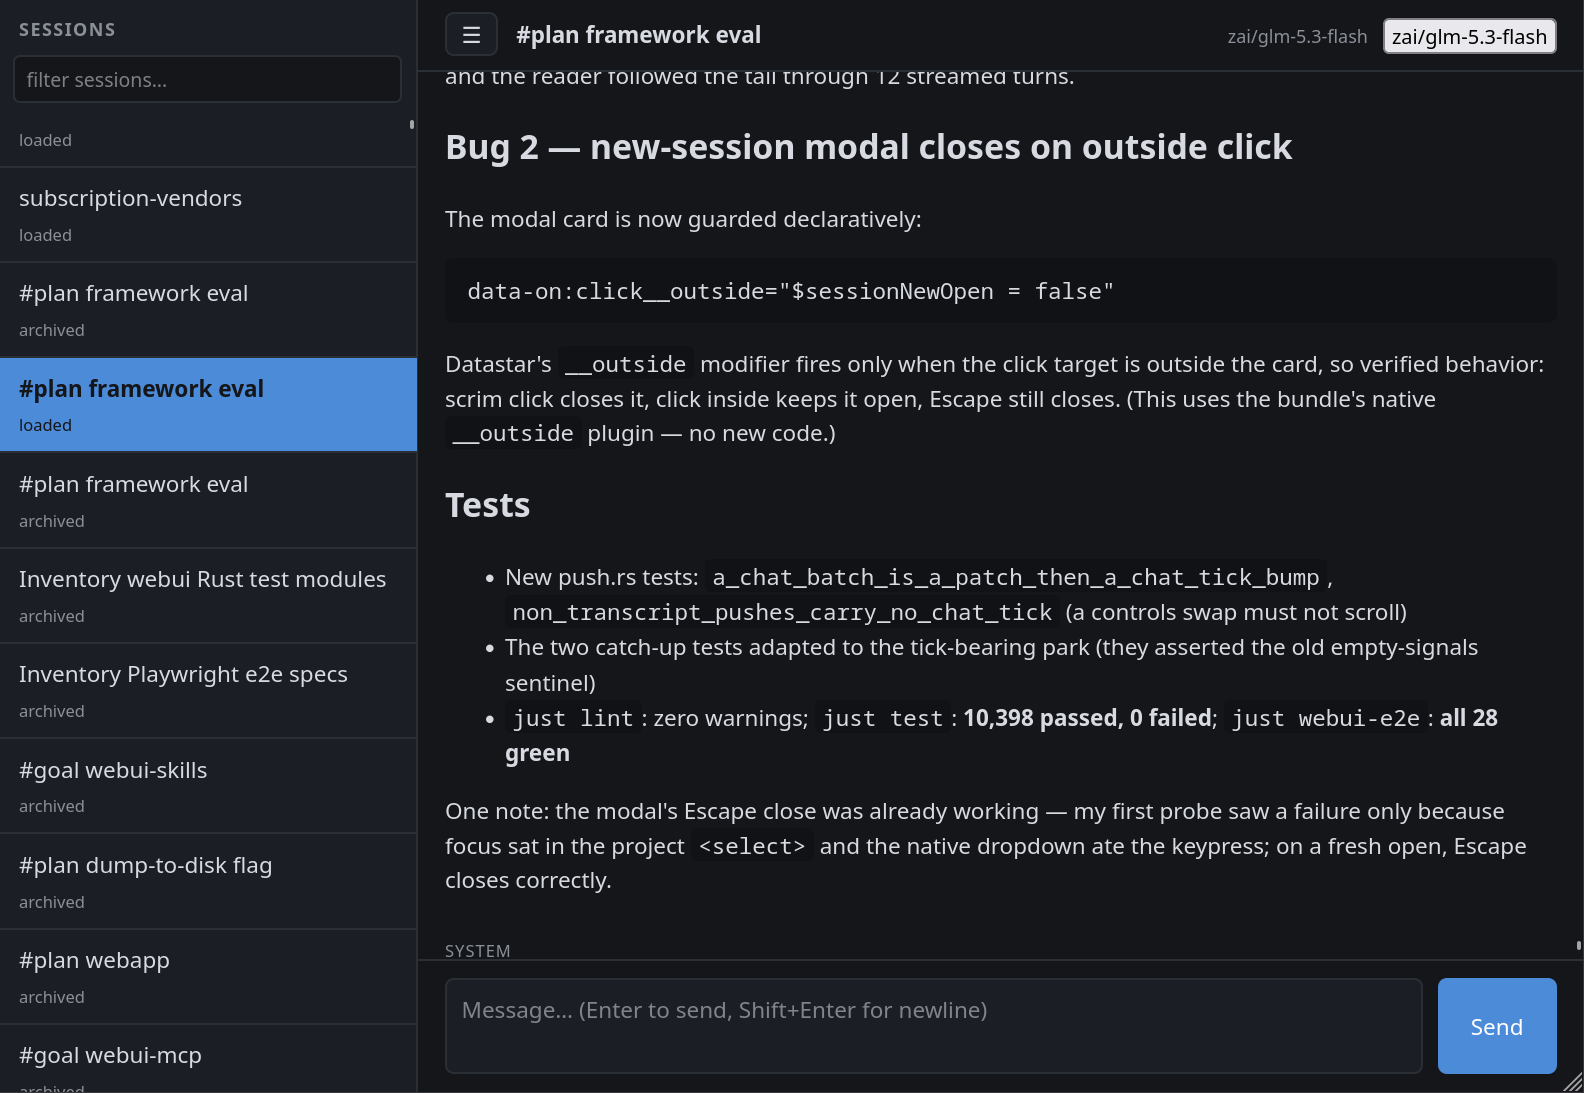 SESSIONS
filter sessions...
loaded
subscription-vendors
loaded
#plan framework eval
archived
#plan framework eval
loaded
#plan framework eval
archived
Inventory webui Rust test modules
archived
Inventory Playwright e2e specs
archived
#goal webui-skills
archived
#plan dump-to-disk flag
archived
#plan webapp
archived
#goal webui-mcp
archived
☰ #plan framework eval zai/glm-5.3-flash zai/glm-5.3-flash
and the reader followed the tail through 12 streamed turns.
Bug 2 — new-session modal closes on outside click
The modal card is now guarded declaratively:
data-on:click__outside="$sessionNewOpen = false"
Datastar's __outside modifier fires only when the click target is outside the card, so verified behavior:
scrim click closes it, click inside keeps it open, Escape still closes. (This uses the bundle's native
__outside plugin — no new code.)
Tests
• New push.rs tests: a_chat_batch_is_a_patch_then_a_chat_tick_bump ,
non_transcript_pushes_carry_no_chat_tick (a controls swap must not scroll)
• The two catch-up tests adapted to the tick-bearing park (they asserted the old empty-signals
sentinel)
• just lint : zero warnings; just test : 10,398 passed, 0 failed; just webui-e2e : all 28
green
One note: the modal's Escape close was already working — my first probe saw a failure only because
focus sat in the project <select> and the native dropdown ate the keypress; on a fresh open, Escape
closes correctly.
SYSTEM
Message... (Enter to send, Shift+Enter for newline)
Send